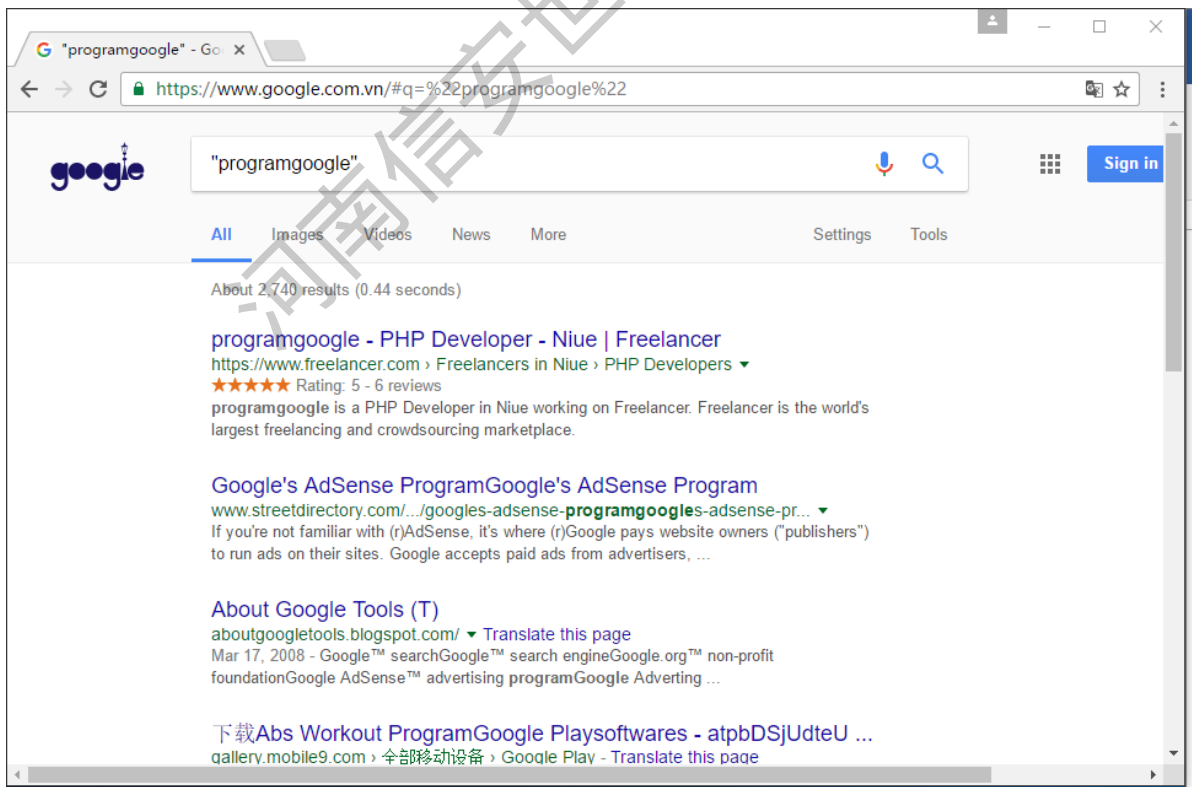 "programgoogle" - Go
https://www.google.com.vn/#q=%22programgoogle%22
google
"programgoogle"
Sign in
All Images Videos News More Settings Tools
About 2,740 results (0.44 seconds)
programgoogle - PHP Developer - Niue | Freelancer
https://www.freelancer.com › Freelancers in Niue › PHP Developers
Rating: 5 - 6 reviews
programgoogle is a PHP Developer in Niue working on Freelancer. Freelancer is the world's
largest freelancing and crowdsourcing marketplace.
Google's AdSense ProgramGoogle's AdSense Program
www.streetdirectory.com/.../googles-adsense-programgoogles-adsense-pr...
If you're not familiar with (r)AdSense, it's where (r)Google pays website owners ("publishers")
to run ads on their sites. Google accepts paid ads from advertisers, ...
About Google Tools (T)
aboutgoogletools.blogspot.com/ Translate this page
Mar 17, 2008 - Google™ searchGoogle™ search engineGoogle.org™ non-profit
foundationGoogle AdSense™ advertising programGoogle Adverting ...
下载Abs Workout ProgramGoogle Playsoftwares - atpbDSjUdteU ...
gallery.mobile9.com › 全部移动设备 › Google Play - Translate this page
河南信安世